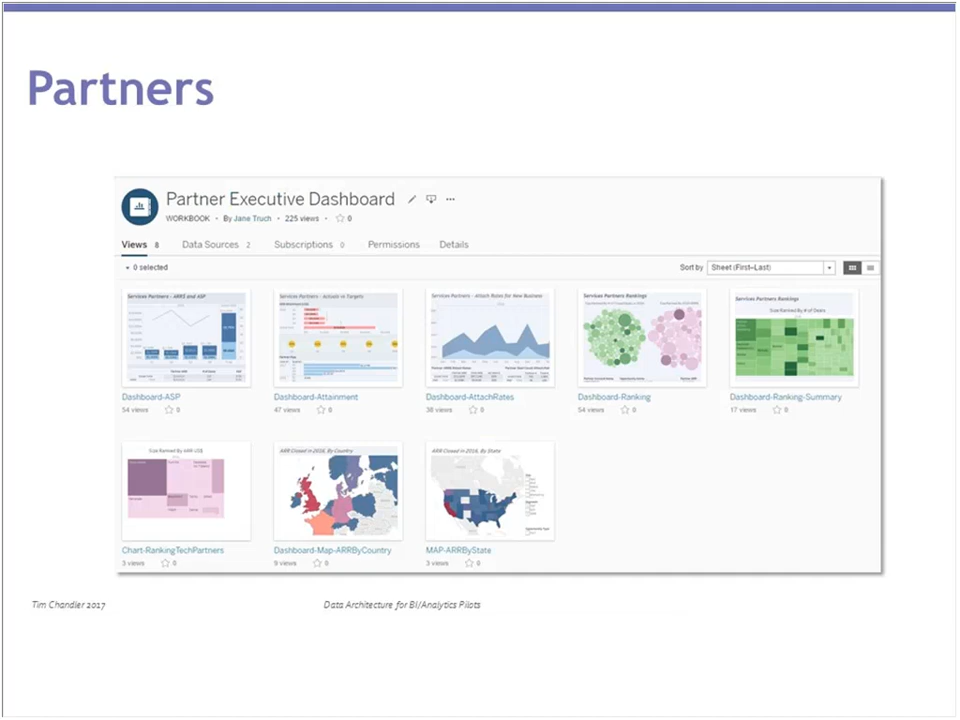 Partners
Partner Executive Dashboard
WORKBOOK · By Jane Truch · 225 views · 0
Views 8 Data Sources 2 Subscriptions 0 Permissions Details
0 selected
Sort by Sheet (First–Last)
Services Partners - ARR$ and ASP
Services Partners - Actuals vs Targets
Services Partners - Attach Rates for New Business
Services Partners Rankings
Services Partners Rankings
Size Ranked By # of Deals
Dashboard-ASP
54 views 0
Dashboard-Attainment
47 views 0
Dashboard-AttachRates
38 views 0
Dashboard-Ranking
54 views 0
Dashboard-Ranking-Summary
17 views 0
Size Ranked By ARR US$
ARR Closed in 2016, By Country
ARR Closed in 2016, By State
Chart-RankingTechPartners
3 views 0
Dashboard-Map-ARRByCountry
9 views 0
MAP-ARRByState
3 views 0
Tim Chandler 2017
Data Architecture for BI/Analytics Pilots